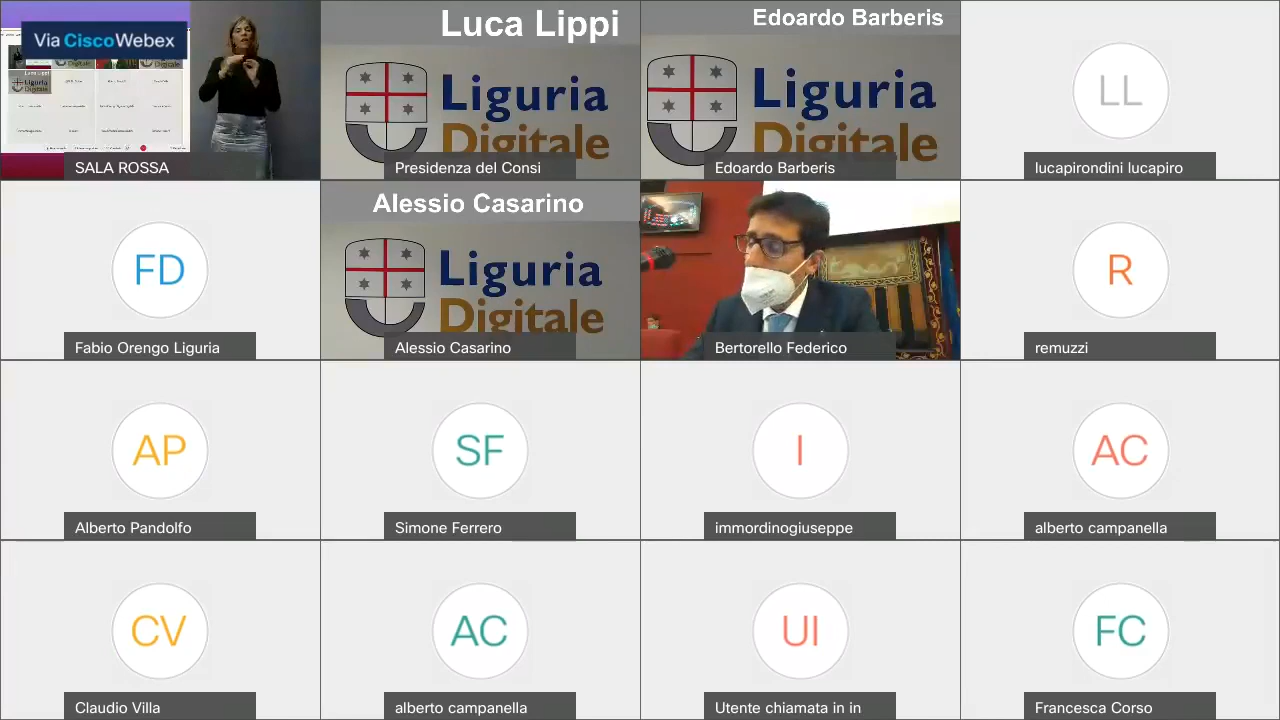 Via Cisco Webex
SALA ROSSA
Luca Lippi
Liguria
Digitale
Presidenza del Consi
Edoardo Barberis
Liguria
Digitale
Edoardo Barberis
LL
lucapirondini lucapiro
FD
Fabio Orengo Liguria
Alessio Casarino
Liguria
Digitale
Alessio Casarino
Bertorello Federico
R
remuzzi
AP
Alberto Pandolfo
SF
Simone Ferrero
I
immordinogiuseppe
AC
alberto campanella
CV
Claudio Villa
AC
alberto campanella
UI
Utente chiamata in in
FC
Francesca Corso